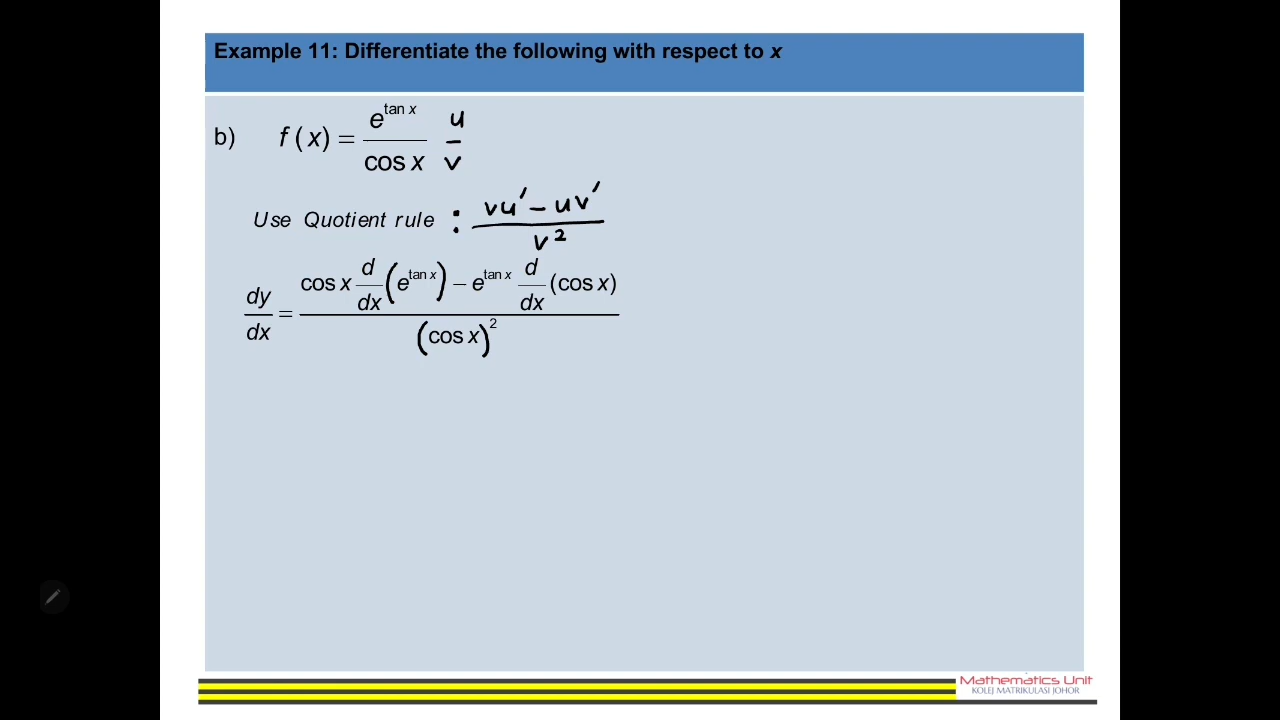 Example 11: Differentiate the following with respect to x
b) f(x) = e^{tan x} / cos x u / v
Use Quotient rule : vu' − uv' / v²
dy/dx = cos x d/dx (e^{tan x}) − e^{tan x} d/dx (cos x) / (cos x)²
Mathematics Unit
KOLEJ MATRIKULASI JOHOR